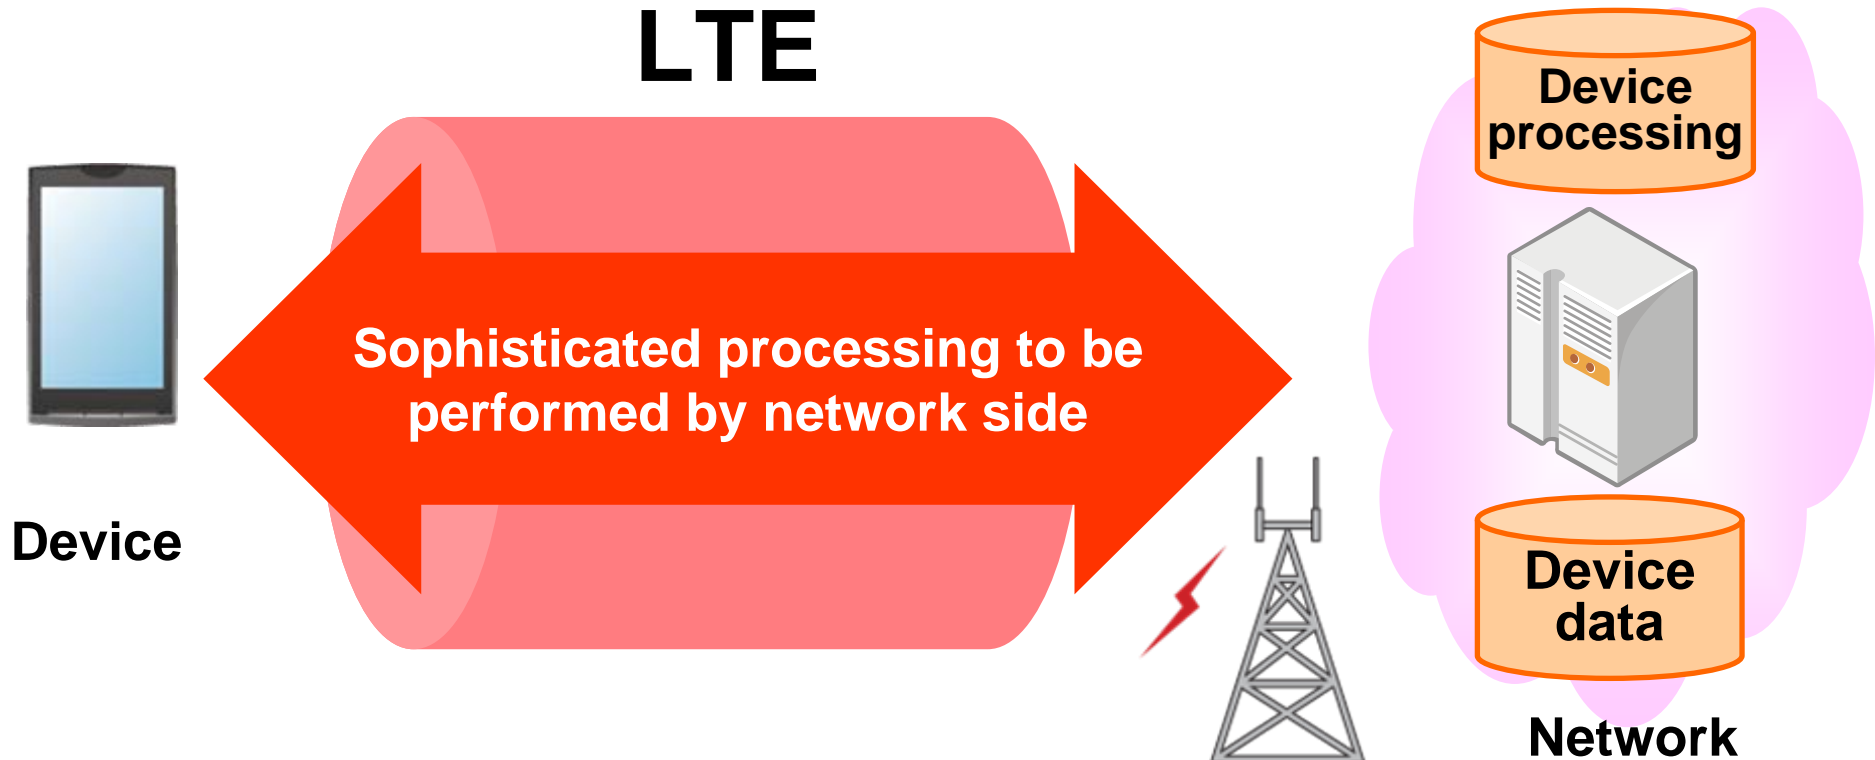 LTE
Device
processing
Sophisticated processing to be
performed by network side
Device
Device
data
Network